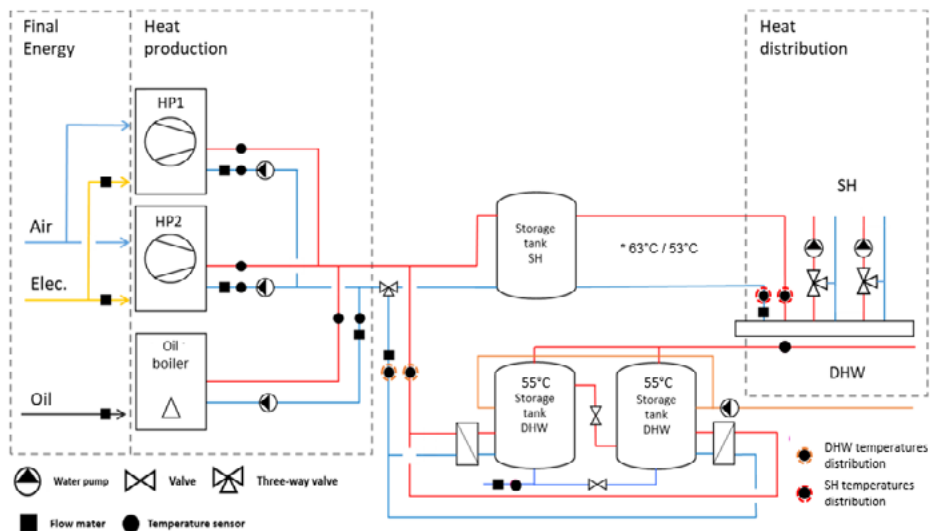 Final
Energy
Heat
production
Heat
distribution
HP1
SH
Air
HP2
Storage
tank
SH
* 63°C / 53°C
Elec.
Oil
boiler
DHW
55°C
Storage
tank
DHW
55°C
Storage
tank
DHW
Oil
DHW temperatures
distribution
SH temperatures
distribution
Water pump
Valve
Three-way valve
Flow mater
Temperature sensor